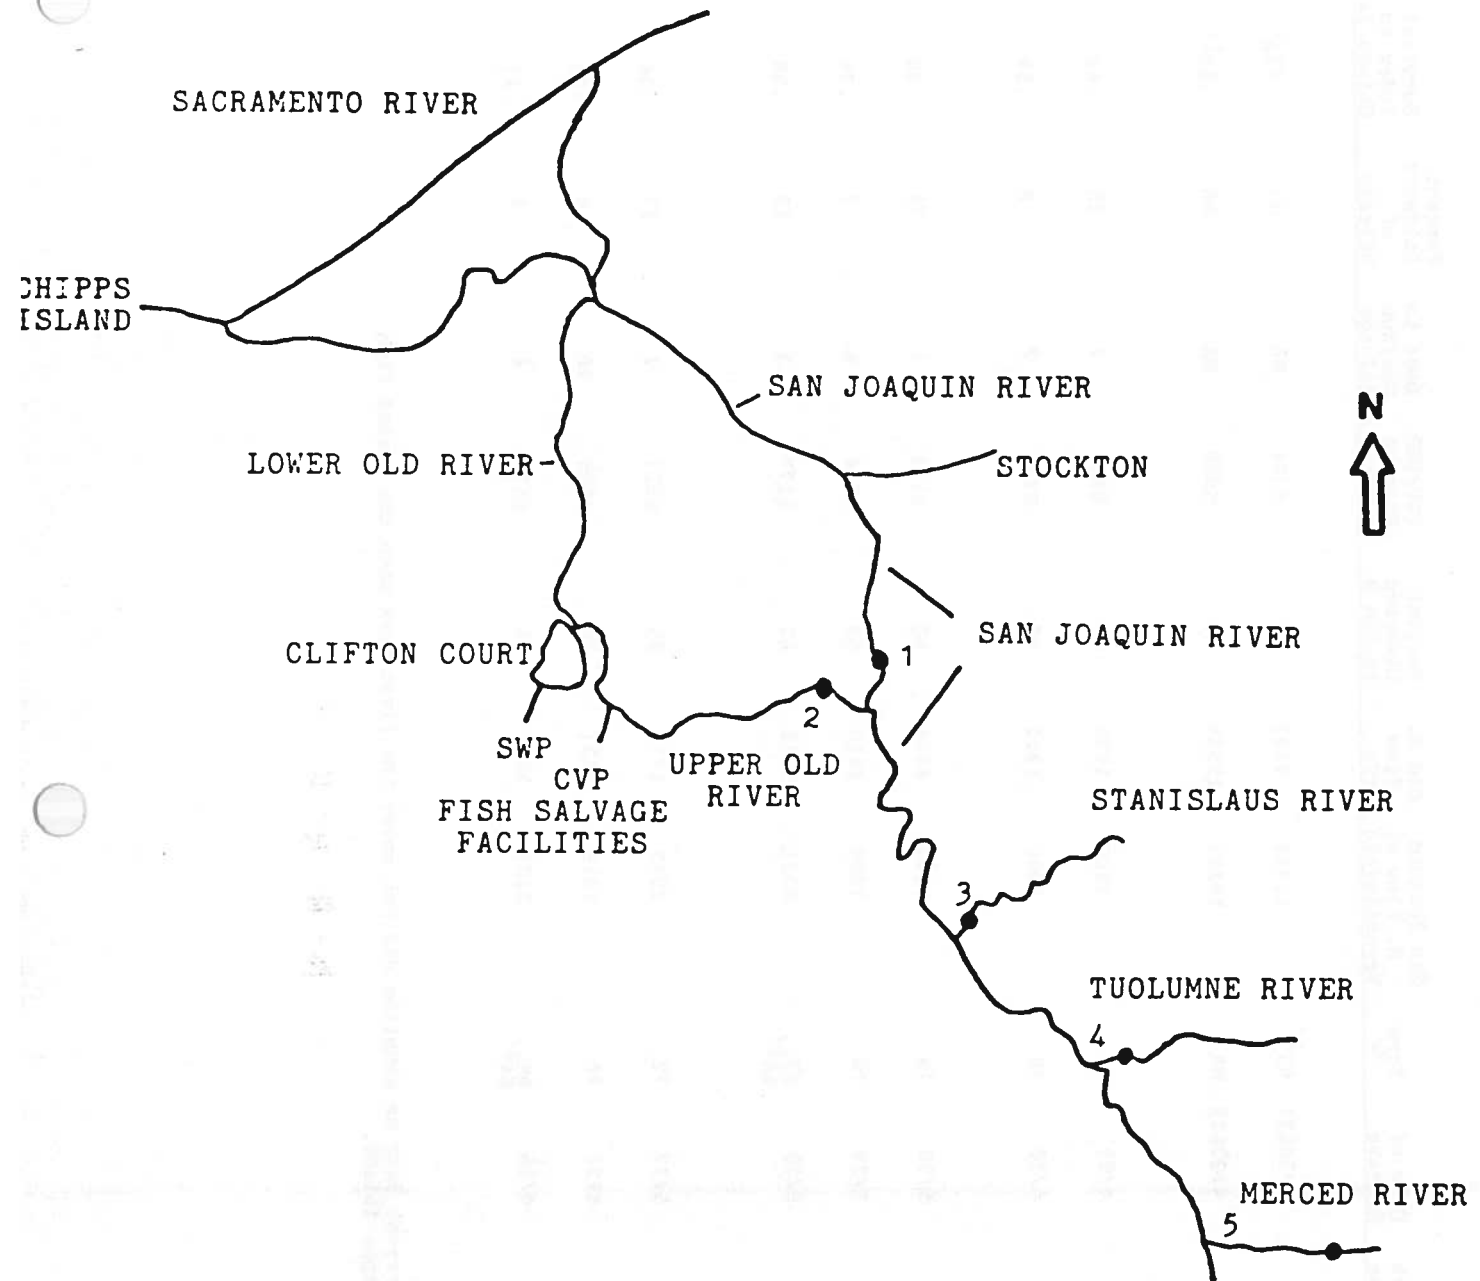 SACRAMENTO RIVER
CHIPPS
ISLAND
SAN JOAQUIN RIVER
N
LOWER OLD RIVER
STOCKTON
SAN JOAQUIN RIVER
CLIFTON COURT
1
2
SWP
CVP
FISH SALVAGE
FACILITIES
UPPER OLD
RIVER
STANISLAUS RIVER
3
TUOLUMNE RIVER
4
MERCED RIVER
5